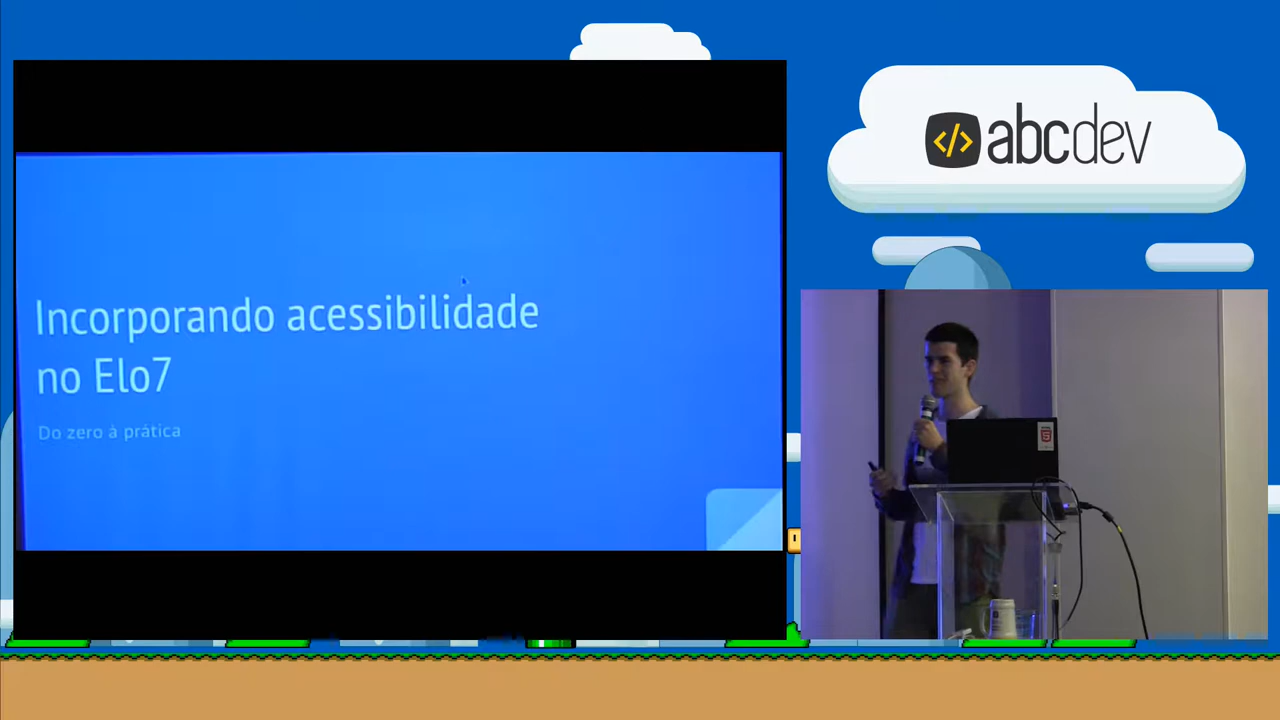 Incorporando acessibilidade
no Elo7
Do zero à prática
</> abcdev